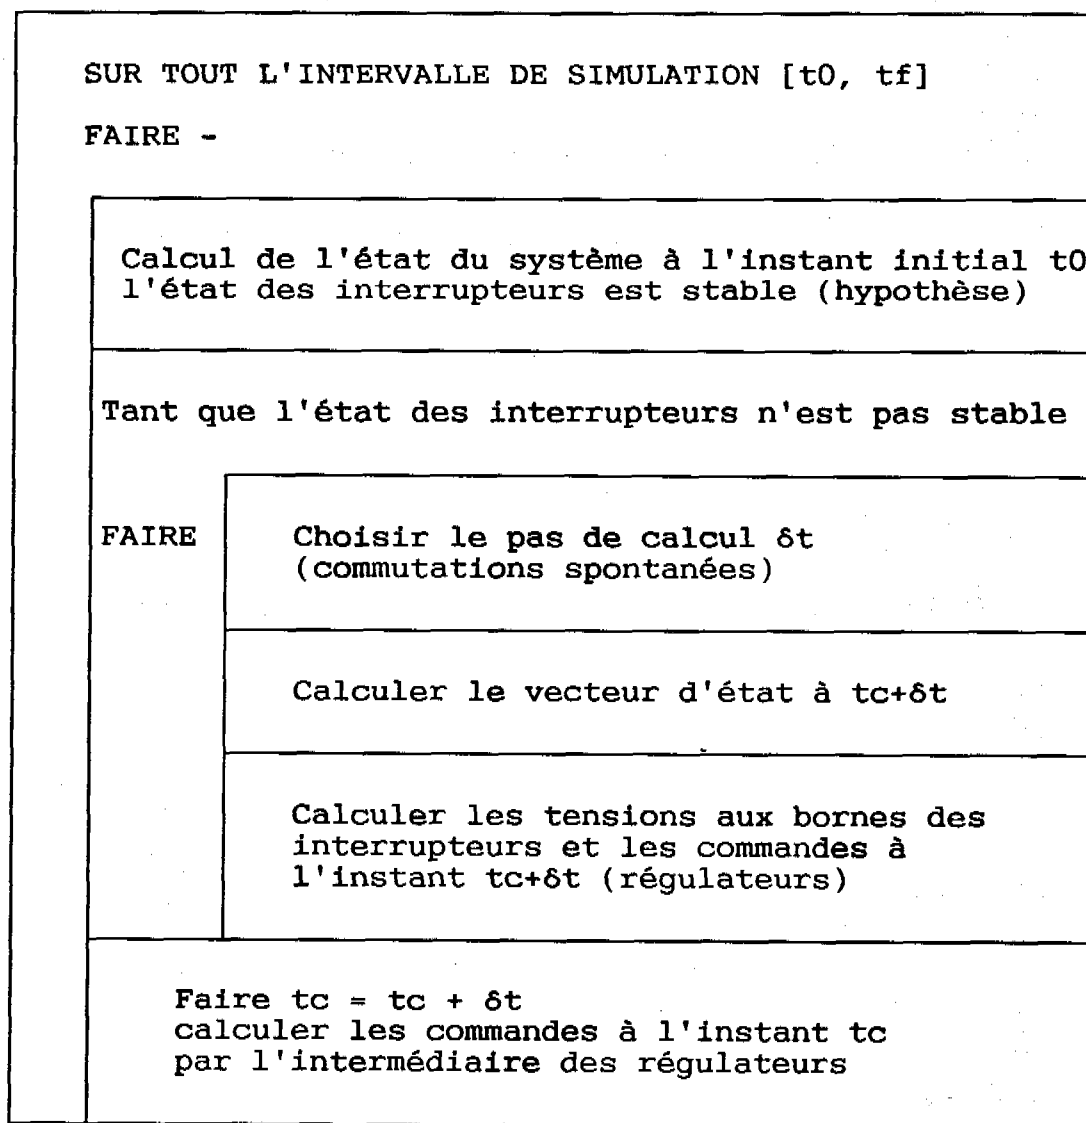 SUR TOUT L'INTERVALLE DE SIMULATION [t0, tf]
FAIRE -
Calcul de l'état du système à l'instant initial t0
l'état des interrupteurs est stable (hypothèse)
Tant que l'état des interrupteurs n'est pas stable
FAIRE
Choisir le pas de calcul δt
(commutations spontanées)
Calculer le vecteur d'état à tc+δt
Calculer les tensions aux bornes des
interrupteurs et les commandes à
l'instant tc+δt (régulateurs)
Faire tc = tc + δt
calculer les commandes à l'instant tc
par l'intermédiaire des régulateurs